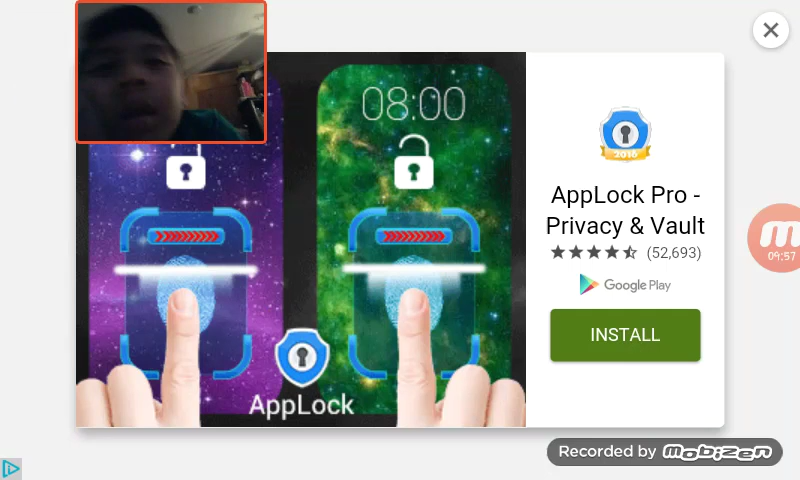 08:00
AppLock
2016
AppLock Pro -
Privacy & Vault
(52,693)
Google Play
INSTALL
09:57
Recorded by mobizen